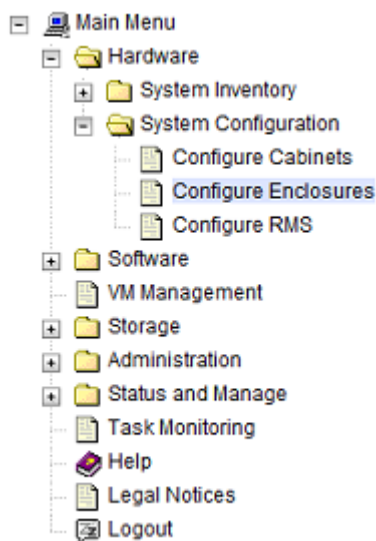 Main Menu
Hardware
System Inventory
System Configuration
Configure Cabinets
Configure Enclosures
Configure RMS
Software
VM Management
Storage
Administration
Status and Manage
Task Monitoring
Help
Legal Notices
Logout